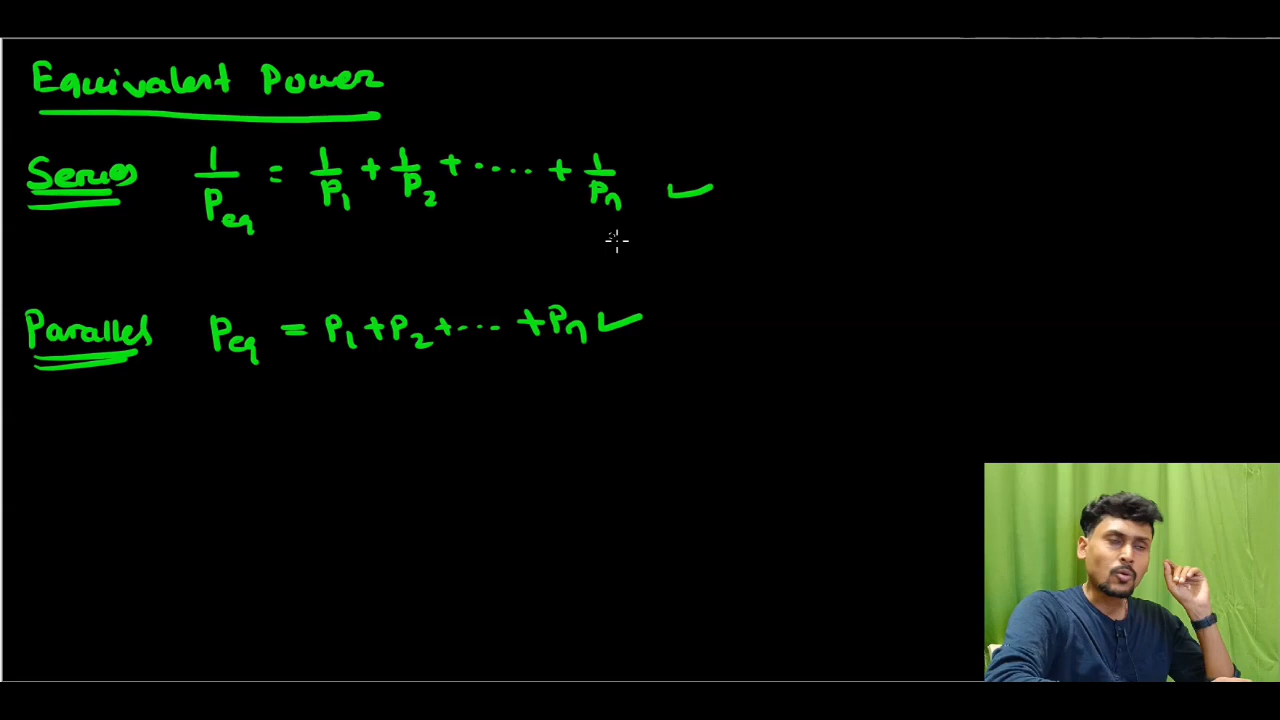 Equivalent Power
Series 1/Peq = 1/P1 + 1/P2 + ..... + 1/Pn ✓
Parallel Peq = P1 + P2 + ... + Pn ✓